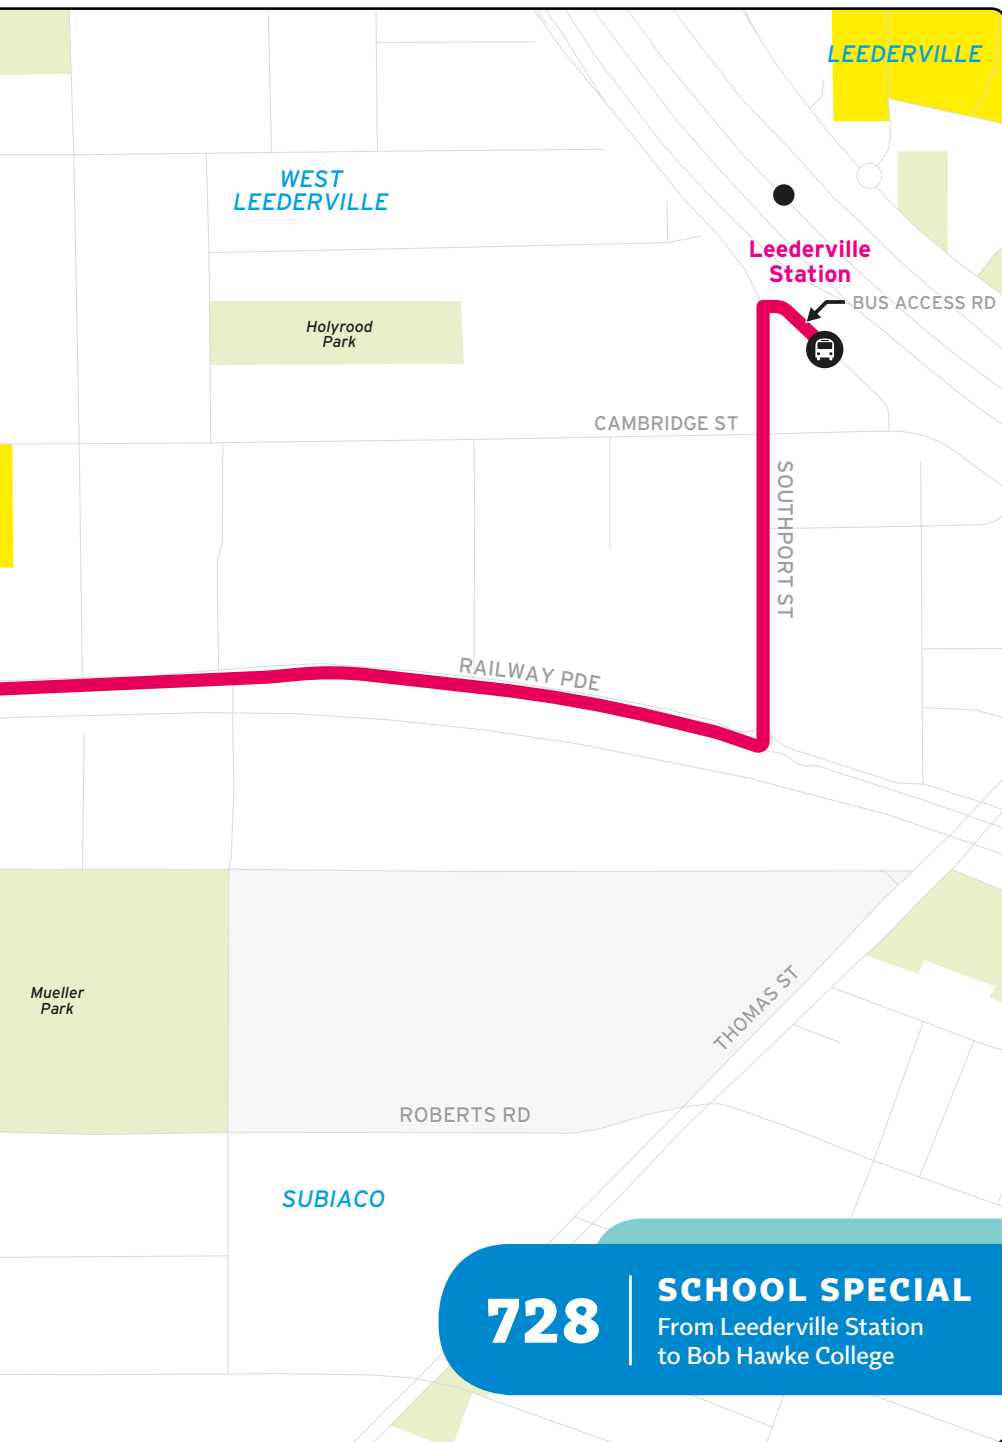 LEEDERVILLE
WEST
LEEDERVILLE
Leederville
Station
BUS ACCESS RD
Holyrood
Park
CAMBRIDGE ST
SOUTHPORT ST
RAILWAY PDE
Mueller
Park
THOMAS ST
ROBERTS RD
SUBIACO
728
SCHOOL SPECIAL
From Leederville Station
to Bob Hawke College